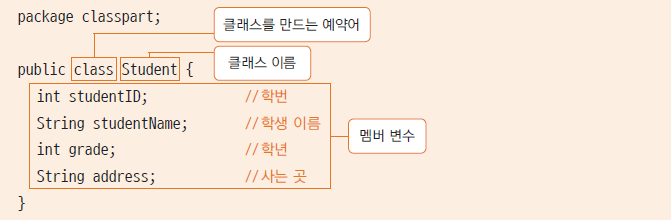 package classpart;
클래스를 만드는 예약어
클래스 이름
public class Student {
int studentID; //학번
String studentName; //학생 이름
int grade; //학년
String address; //사는 곳
멤버 변수
}